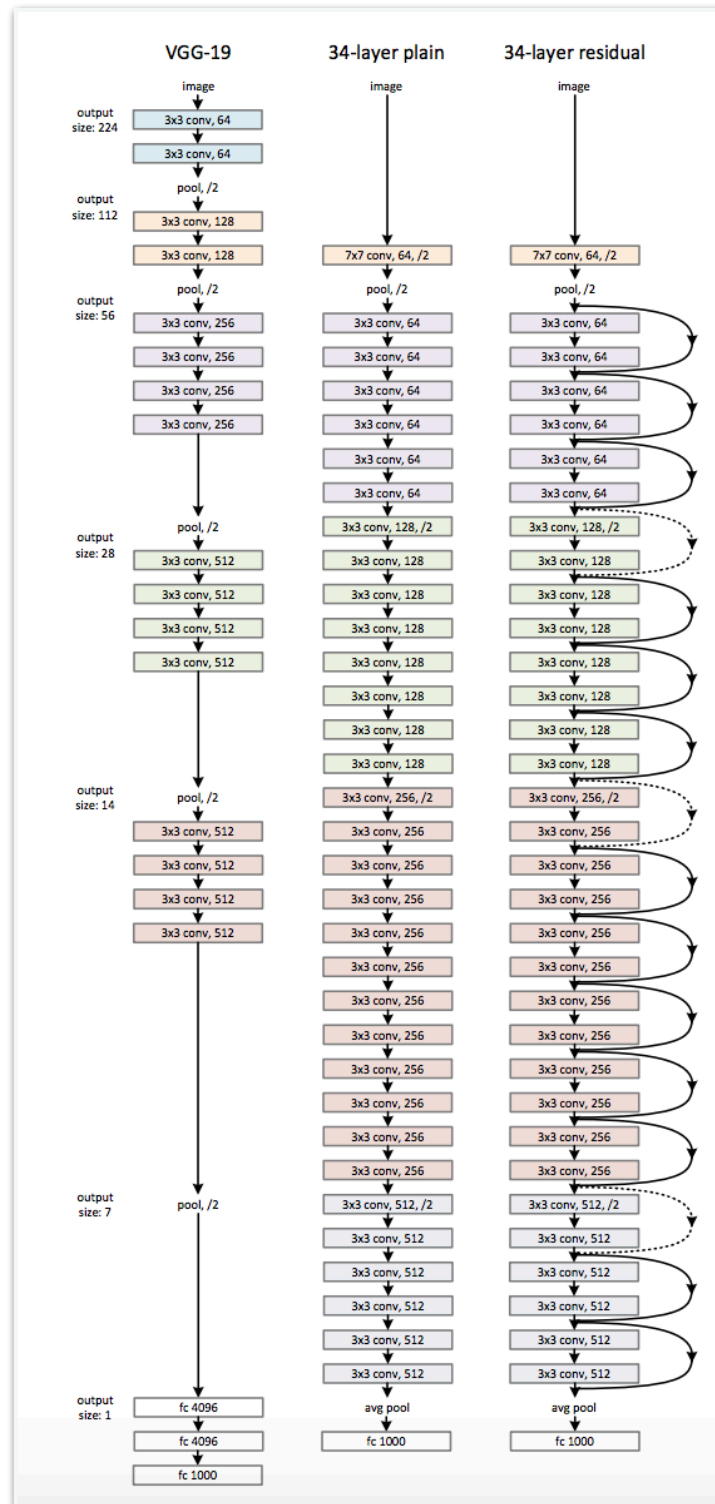 VGG-19
image
output
size: 224
3x3 conv, 64
3x3 conv, 64
pool, /2
output
size: 112
3x3 conv, 128
3x3 conv, 128
pool, /2
output
size: 56
3x3 conv, 256
3x3 conv, 256
3x3 conv, 256
3x3 conv, 256
pool, /2
output
size: 28
3x3 conv, 512
3x3 conv, 512
3x3 conv, 512
3x3 conv, 512
pool, /2
output
size: 14
3x3 conv, 512
3x3 conv, 512
3x3 conv, 512
3x3 conv, 512
output
size: 7
pool, /2
output
size: 1
fc 4096
fc 4096
fc 1000
34-layer plain
image
7x7 conv, 64, /2
pool, /2
3x3 conv, 64
3x3 conv, 64
3x3 conv, 64
3x3 conv, 64
3x3 conv, 64
3x3 conv, 64
3x3 conv, 128, /2
3x3 conv, 128
3x3 conv, 128
3x3 conv, 128
3x3 conv, 128
3x3 conv, 128
3x3 conv, 128
3x3 conv, 128
3x3 conv, 256, /2
3x3 conv, 256
3x3 conv, 256
3x3 conv, 256
3x3 conv, 256
3x3 conv, 256
3x3 conv, 256
3x3 conv, 256
3x3 conv, 256
3x3 conv, 256
3x3 conv, 256
3x3 conv, 256
3x3 conv, 512, /2
3x3 conv, 512
3x3 conv, 512
3x3 conv, 512
3x3 conv, 512
3x3 conv, 512
avg pool
fc 1000
34-layer residual
image
7x7 conv, 64, /2
pool, /2
3x3 conv, 64
3x3 conv, 64
3x3 conv, 64
3x3 conv, 64
3x3 conv, 64
3x3 conv, 64
3x3 conv, 128, /2
3x3 conv, 128
3x3 conv, 128
3x3 conv, 128
3x3 conv, 128
3x3 conv, 128
3x3 conv, 128
3x3 conv, 128
3x3 conv, 256, /2
3x3 conv, 256
3x3 conv, 256
3x3 conv, 256
3x3 conv, 256
3x3 conv, 256
3x3 conv, 256
3x3 conv, 256
3x3 conv, 256
3x3 conv, 256
3x3 conv, 256
3x3 conv, 256
3x3 conv, 512, /2
3x3 conv, 512
3x3 conv, 512
3x3 conv, 512
3x3 conv, 512
3x3 conv, 512
avg pool
fc 1000